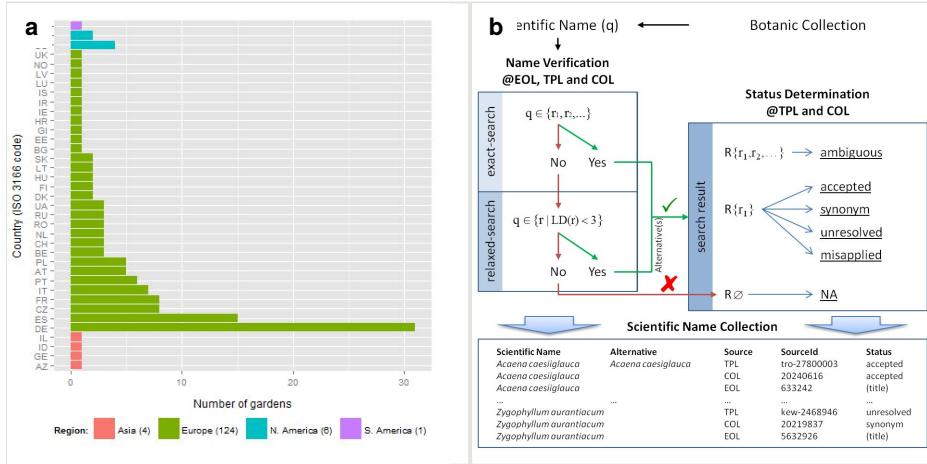 a
UK
NO
LV
LU
IS
IR
IE
HR
GI
EE
BG
SK
LT
HU
FI
DK
UA
RU
RO
NL
CH
BE
PL
AT
PT
IT
FR
CZ
ES
DE
IL
ID
GE
AZ
Country (ISO 3166 code)
0 10 20 30
Number of gardens
Region: Asia (4) Europe (124) N. America (6) S. America (1)
b
entific Name (q) Botanic Collection
Name Verification
@EOL, TPL and COL
Status Determination
@TPL and COL
exact-search
q ∈ {r₁, r₂,...}
No Yes
relaxed-search
q ∈ {r | LD(r) < 3}
No Yes
Alternative(s)
search result
R{r₁,r₂,....} ambiguous
R{r₁}
accepted
synonym
unresolved
misapplied
R ∅ NA
Scientific Name Collection
Scientific Name Alternative Source SourceId Status
Acaena caesiiglauca Acaena caesiglauca TPL tro-27800003 accepted
Acaena caesiglauca COL 20240616 accepted
Acaena caesiiglauca EOL 633242 (title)
... ... ... ... ...
Zygophyllum aurantiacum TPL kew-2468946 unresolved
Zygophyllum aurantiacum COL 20219837 synonym
Zygophyllum aurantiacum EOL 5632926 (title)